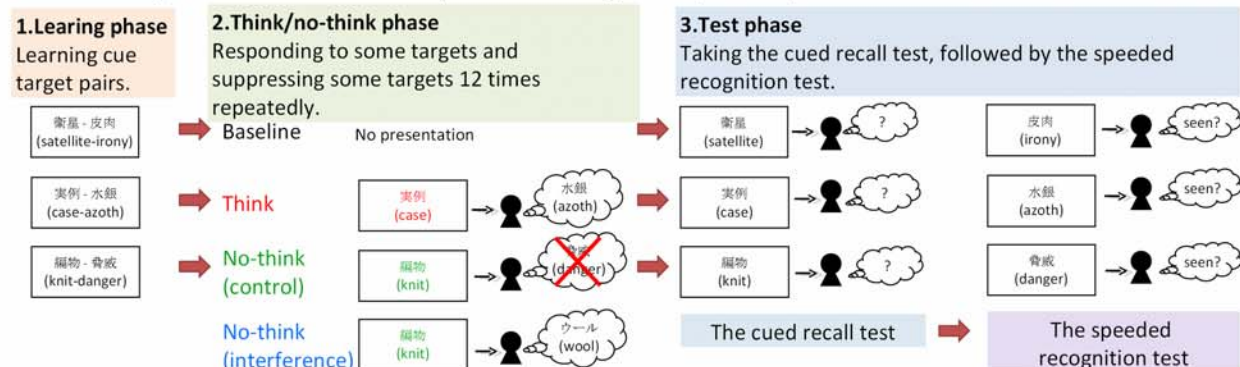 1.Learing phase
Learning cue
target pairs.
2.Think/no-think phase
Responding to some targets and
suppressing some targets 12 times
repeatedly.
3.Test phase
Taking the cued recall test, followed by the speeded
recognition test.
衛星 - 皮肉
(satellite-irony)
Baseline
No presentation
衛星
(satellite)
?
皮肉
(irony)
seen?
実例 - 水銀
(case-azoth)
Think
実例
(case)
水銀
(azoth)
実例
(case)
?
水銀
(azoth)
seen?
編物 - 脅威
(knit-danger)
No-think
(control)
編物
(knit)
脅威
(danger)
編物
(knit)
?
脅威
(danger)
seen?
No-think
(interference)
編物
(knit)
ウール
(wool)
The cued recall test
The speeded
recognition test